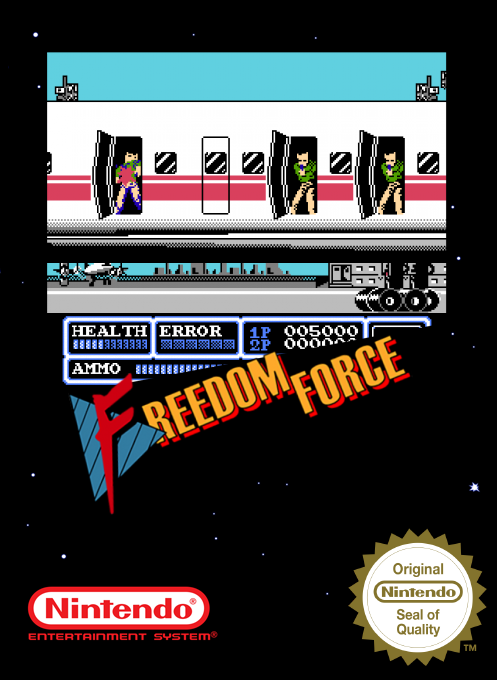 HEALTH ERROR 1P 005000
2P
AMMO
FREEDOM FORCE
Original
Nintendo
Seal of
Quality
TM
Nintendo®
ENTERTAINMENT SYSTEM®